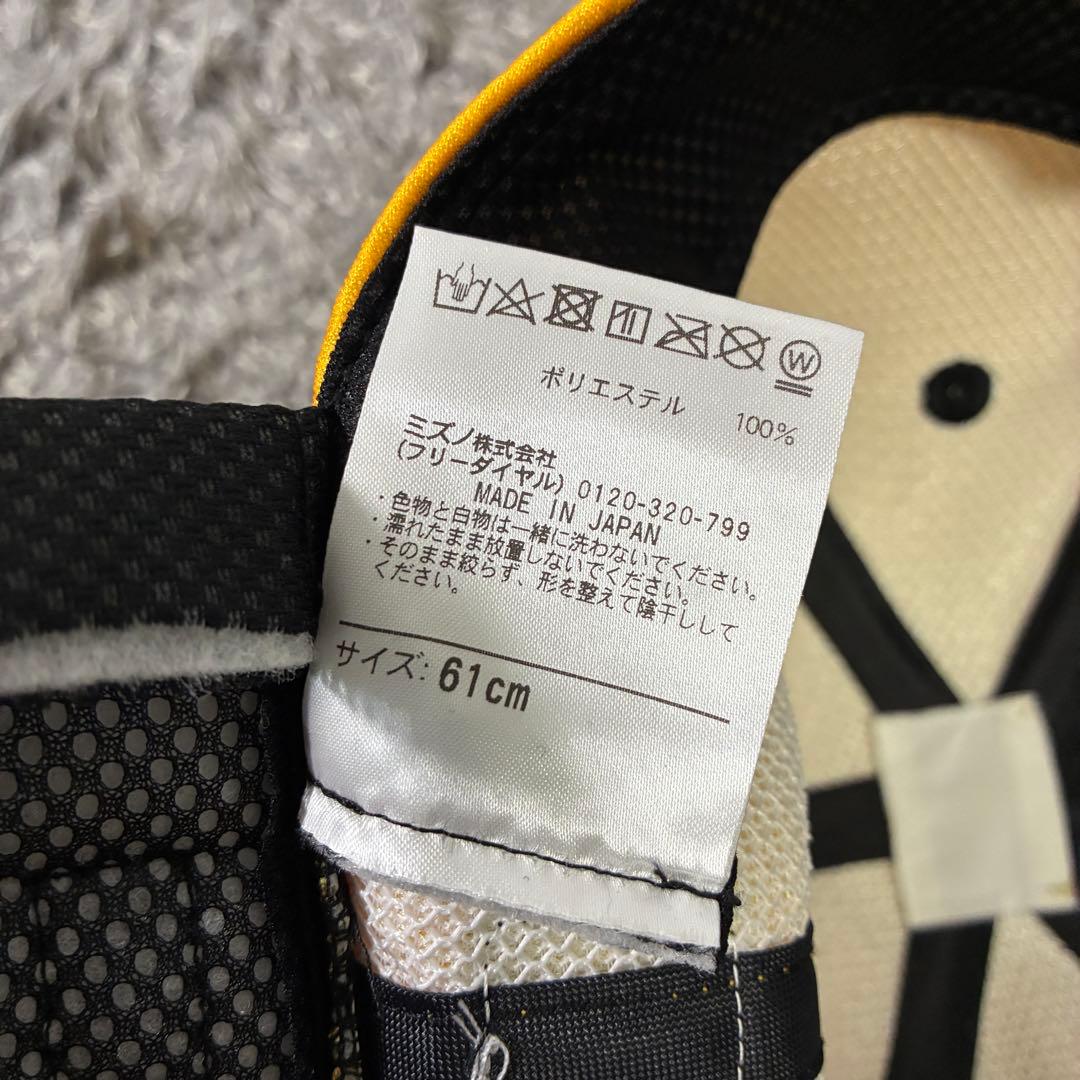 W
ポリエステル 100%
ミズノ株式会社
(フリーダイヤル) 0120-320-799
MADE IN JAPAN
・色物と白物は一緒に洗わないでください。
・濡れたまま放置しないでください。
・そのまま絞らず、形を整えて陰干しして
ください。
サイズ: 61cm